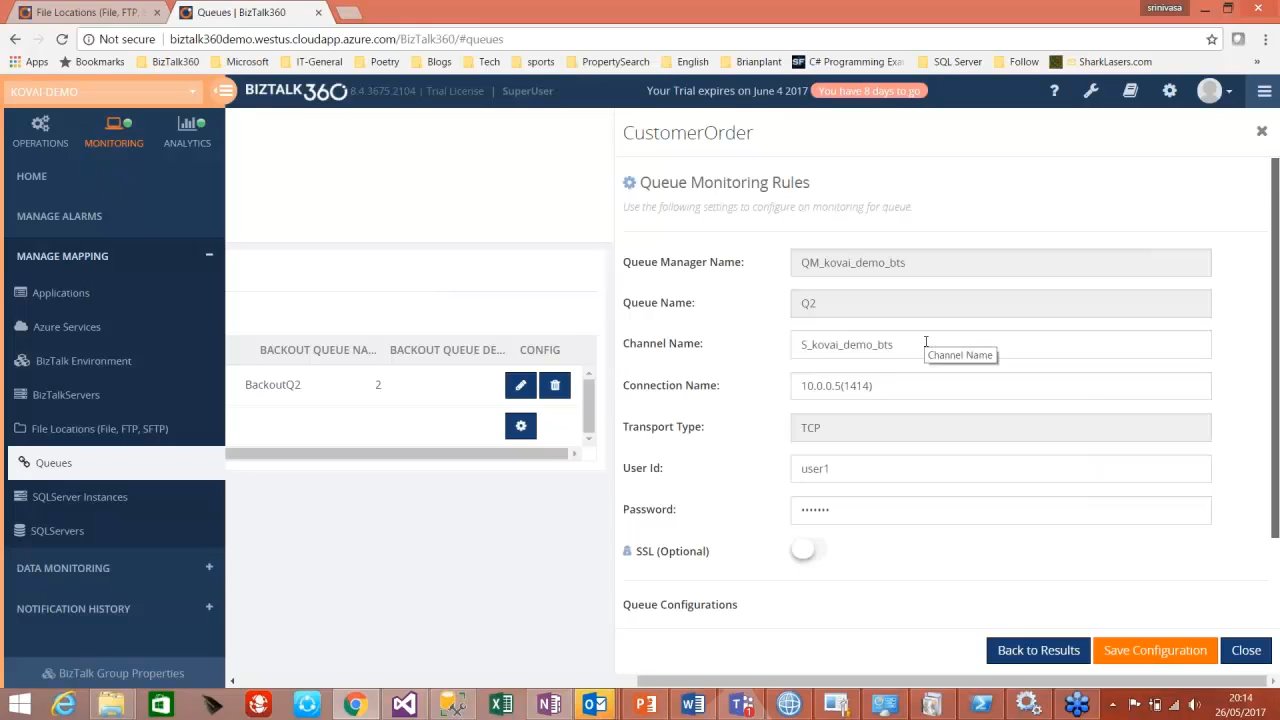 File Locations (File, FTP, 
Queues | BizTalk360
srinivasa
Not secure | biztalk360demo.westus.cloudapp.azure.com/BizTalk360/#queues
Apps Bookmarks BizTalk360 Microsoft IT-General Poetry Blogs Tech sports PropertySearch English Brianplant C# Programming Exa SQL Server Follow SharkLasers.com »
KOVAI-DEMO
BIZTALK360 8.4.3675.2104 | Trial License | SuperUser
Your Trial expires on June 4 2017 You have 8 days to go
OPERATIONS MONITORING ANALYTICS
HOME
MANAGE ALARMS
MANAGE MAPPING
Applications
Azure Services
BizTalk Environment
BizTalkServers
File Locations (File, FTP, SFTP)
Queues
SQLServer Instances
SQLServers
DATA MONITORING
NOTIFICATION HISTORY
BizTalk Group Properties
BACKOUT QUEUE NA... BACKOUT QUEUE DE... CONFIG
BackoutQ2 2
CustomerOrder
Queue Monitoring Rules
Use the following settings to configure on monitoring for queue.
Queue Manager Name: QM_kovai_demo_bts
Queue Name: Q2
Channel Name: S_kovai_demo_bts
Channel Name
Connection Name: 10.0.0.5(1414)
Transport Type: TCP
User Id: user1
Password: •••••••
SSL (Optional)
Queue Configurations
Back to Results Save Configuration Close
20:14
26/05/2017